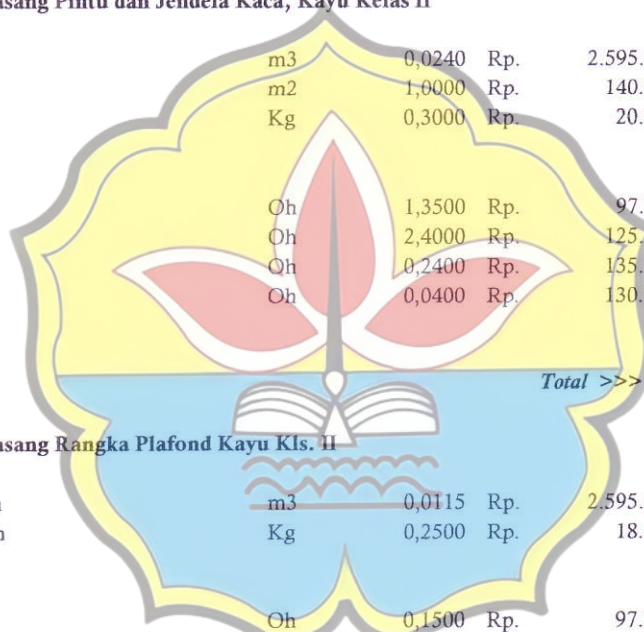 asang Pintu dan Jendela Kaca, Kayu Kelas II
m3 0,0240 Rp. 2.595.
m2 1,0000 Rp. 140.
Kg 0,3000 Rp. 20.
Oh 1,3500 Rp. 97.
Oh 2,4000 Rp. 125.
Oh 0,2400 Rp. 135.
Oh 0,0400 Rp. 130.
Total >>>
asang Rangka Plafond Kayu Kls. II
m3 0,0115 Rp. 2.595.
Kg 0,2500 Rp. 18.
Oh 0,1500 Rp. 97.